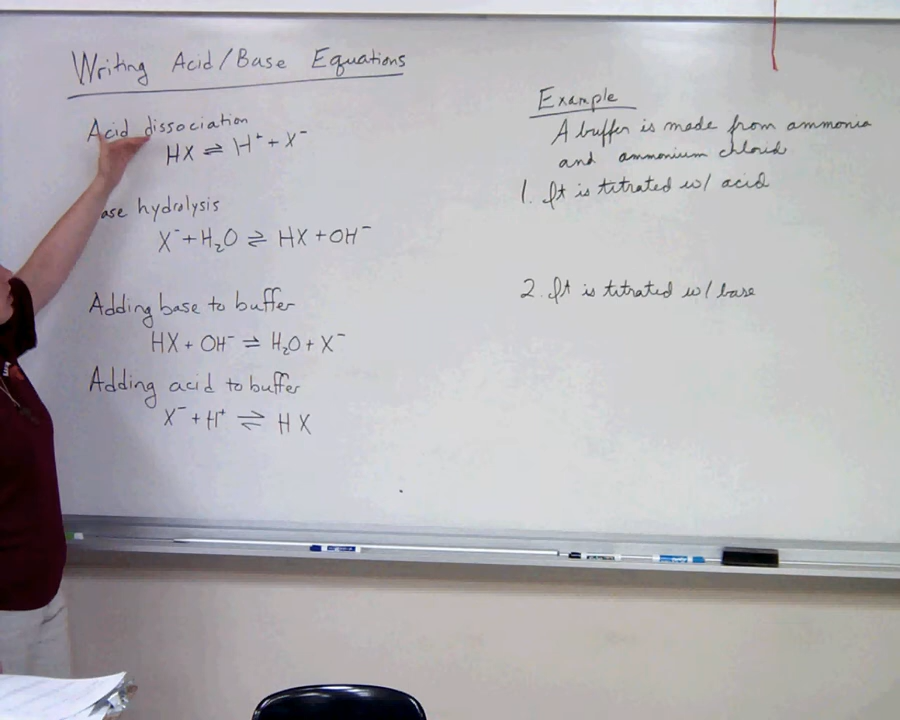 Writing Acid/Base Equations
Acid dissociation
HX ⇌ H⁺ + X⁻
ase hydrolysis
X⁻ + H₂O ⇌ HX + OH⁻
Adding base to buffer
HX + OH⁻ ⇌ H₂O + X⁻
Adding acid to buffer
X⁻ + H⁺ ⇌ HX
Example
A buffer is made from ammonia
and ammonium chlorid
1. It is titrated w/ acid
2. It is titrated w/ base